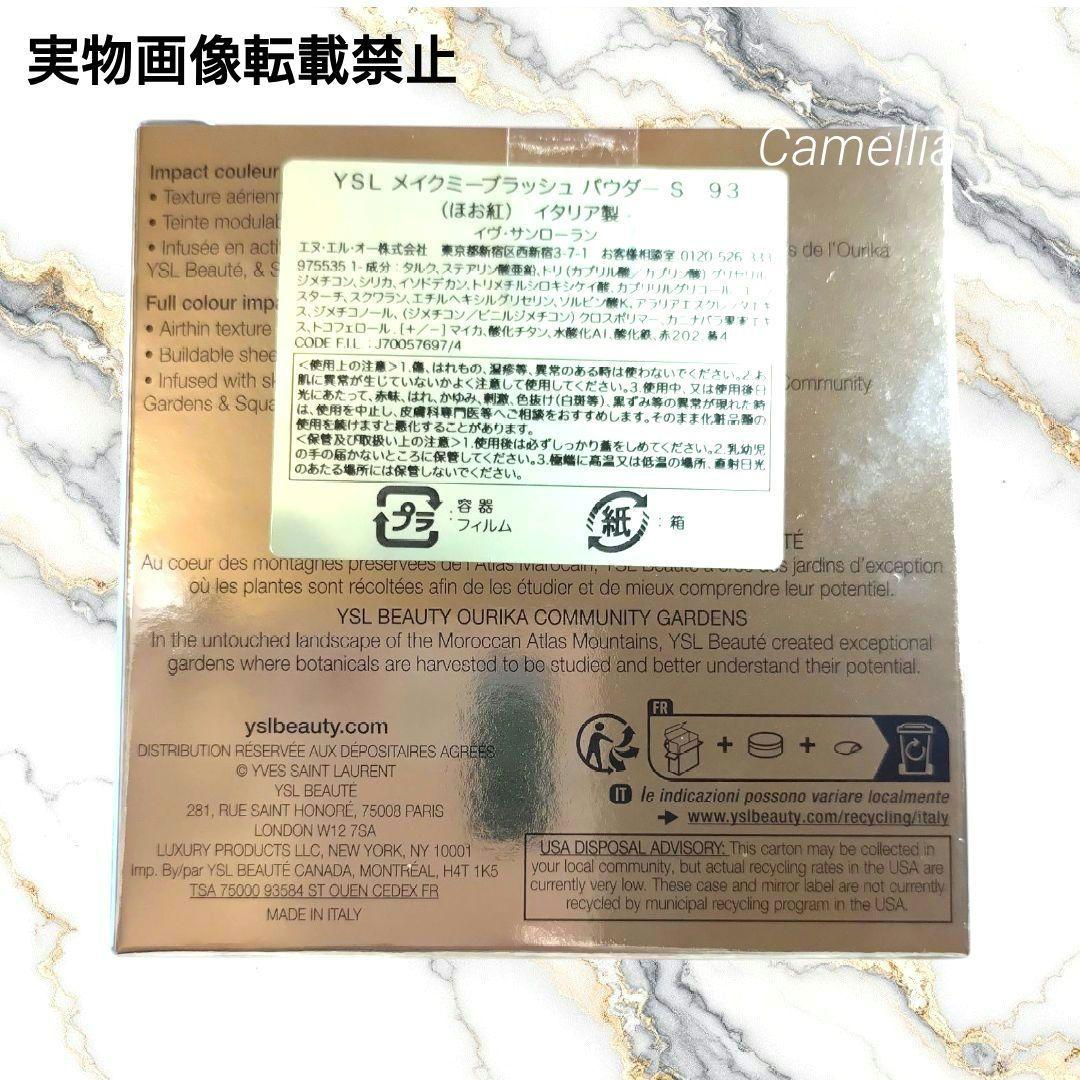 実物画像転載禁止
Camellia
Impact couleur
• Texture aérien
• Teinte modulab
• Infusée en acti
s de l'Ourika
YSL Beauté, & S
Full colour impa
• Airthin texture
• Buildable shee
• Infused with sk
Community
Gardens & Squa
YSL メイクミーブラッシュ パウダー S 93
(ほお紅) イタリア製
イヴ・サンローラン
エヌ・エル・オー株式会社 東京都新宿区西新宿3-7-1 お客様相談室 0120-526-333
975535 1-成分:タルク、ステアリン酸亜鉛、トリ(カプリル酸/カプリン酸)グリセリル
ジメチコン、シリカ、イソドデカン、トリメチルシロキシケイ酸、カプリリルグリコール、
スターチ、スクワラン、エチルヘキシルグリセリン、ソルビン酸K、
ス、ジメチコノール、(ジメチコン/ビニルジメチコン)クロスポリマー、カニナバラ果実エキ
ス、トコフェロール.[+/-]マイカ、酸化チタン、水酸化Al、酸化鉄、赤202、
CODE F.I.L : J70057697/4
<使用上の注意>1.傷、はれもの、湿疹等、異常のある時は使わないでください。2.お
肌に異常が生じていないかよく注意して使用してください。3.使用中、又は使用後日
光にあたって、赤味、はれ、かゆみ、刺激、色抜け(白斑等)、黒ずみ等の異常が現れた時
は、使用を中止し、皮膚科専門医等へご相談をおすすめします。そのまま化粧品類の
使用を続けますと悪化することがあります。
<保管及び取扱い上の注意>1.使用後は必ずしっかり蓋をしめてください。2.乳幼児
の手の届かないところに保管してください。3.極端に高温又は低温の場所、直射日光
のあたる場所には保管しないでください。
プラ : 容器
フィルム
紙 : 箱
TÉ
Au coeur des montagnes préservées de l'Atlas Marocain, YSL Beauté a créé des jardins d'exception
où les plantes sont récoltées afin de les étudier et de mieux comprendre leur potentiel.
YSL BEAUTY OURIKA COMMUNITY GARDENS
In the untouched landscape of the Moroccan Atlas Mountains, YSL Beauté created exceptional
gardens where botanicals are harvested to be studied and better understand their potential.
yslbeauty.com
DISTRIBUTION RÉSERVÉE AUX DÉPOSITAIRES AGRÉÉS
© YVES SAINT LAURENT
YSL BEAUTÉ
281, RUE SAINT HONORÉ, 75008 PARIS
LONDON W12 7SA
LUXURY PRODUCTS LLC, NEW YORK, NY 10001
Imp. By/par YSL BEAUTÉ CANADA, MONTRÉAL, H4T 1K5
TSA 75000 93584 ST OUEN CEDEX FR
MADE IN ITALY
FR
+ +
IT le indicazioni possono variare localmente
www.yslbeauty.com/recycling/italy
USA DISPOSAL ADVISORY: This carton may be collected in
your local community, but actual recycling rates in the USA are
currently very low. These case and mirror label are not currently
recycled by municipal recycling program in the USA.